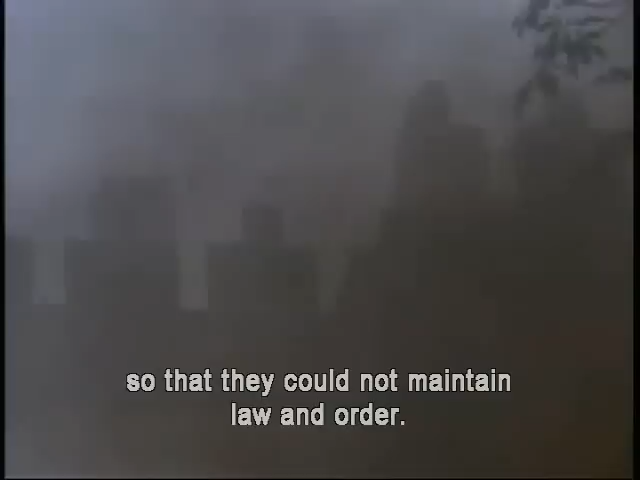 so that they could not maintain
law and order.